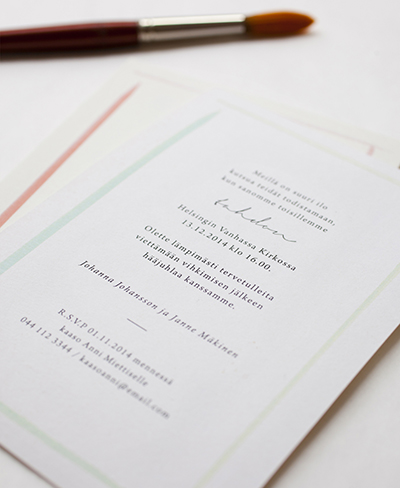 Meillä on suuri ilo
kutsua teidät todistamaan,
kun sanomme toisillemme
tahdon
Helsingin Vanhassa Kirkossa
13.12.2014 klo 16.00.
Olette lämpimästi tervetulleita
viettämään vihkimisen jälkeen
hääjuhlaa kanssamme.
Johanna Johansson ja Janne Mäkinen
R.S.V.P 01.11.2014 mennessä
kaaso Anni Miettiselle
044 112 3344 / kaasoanni@email.com